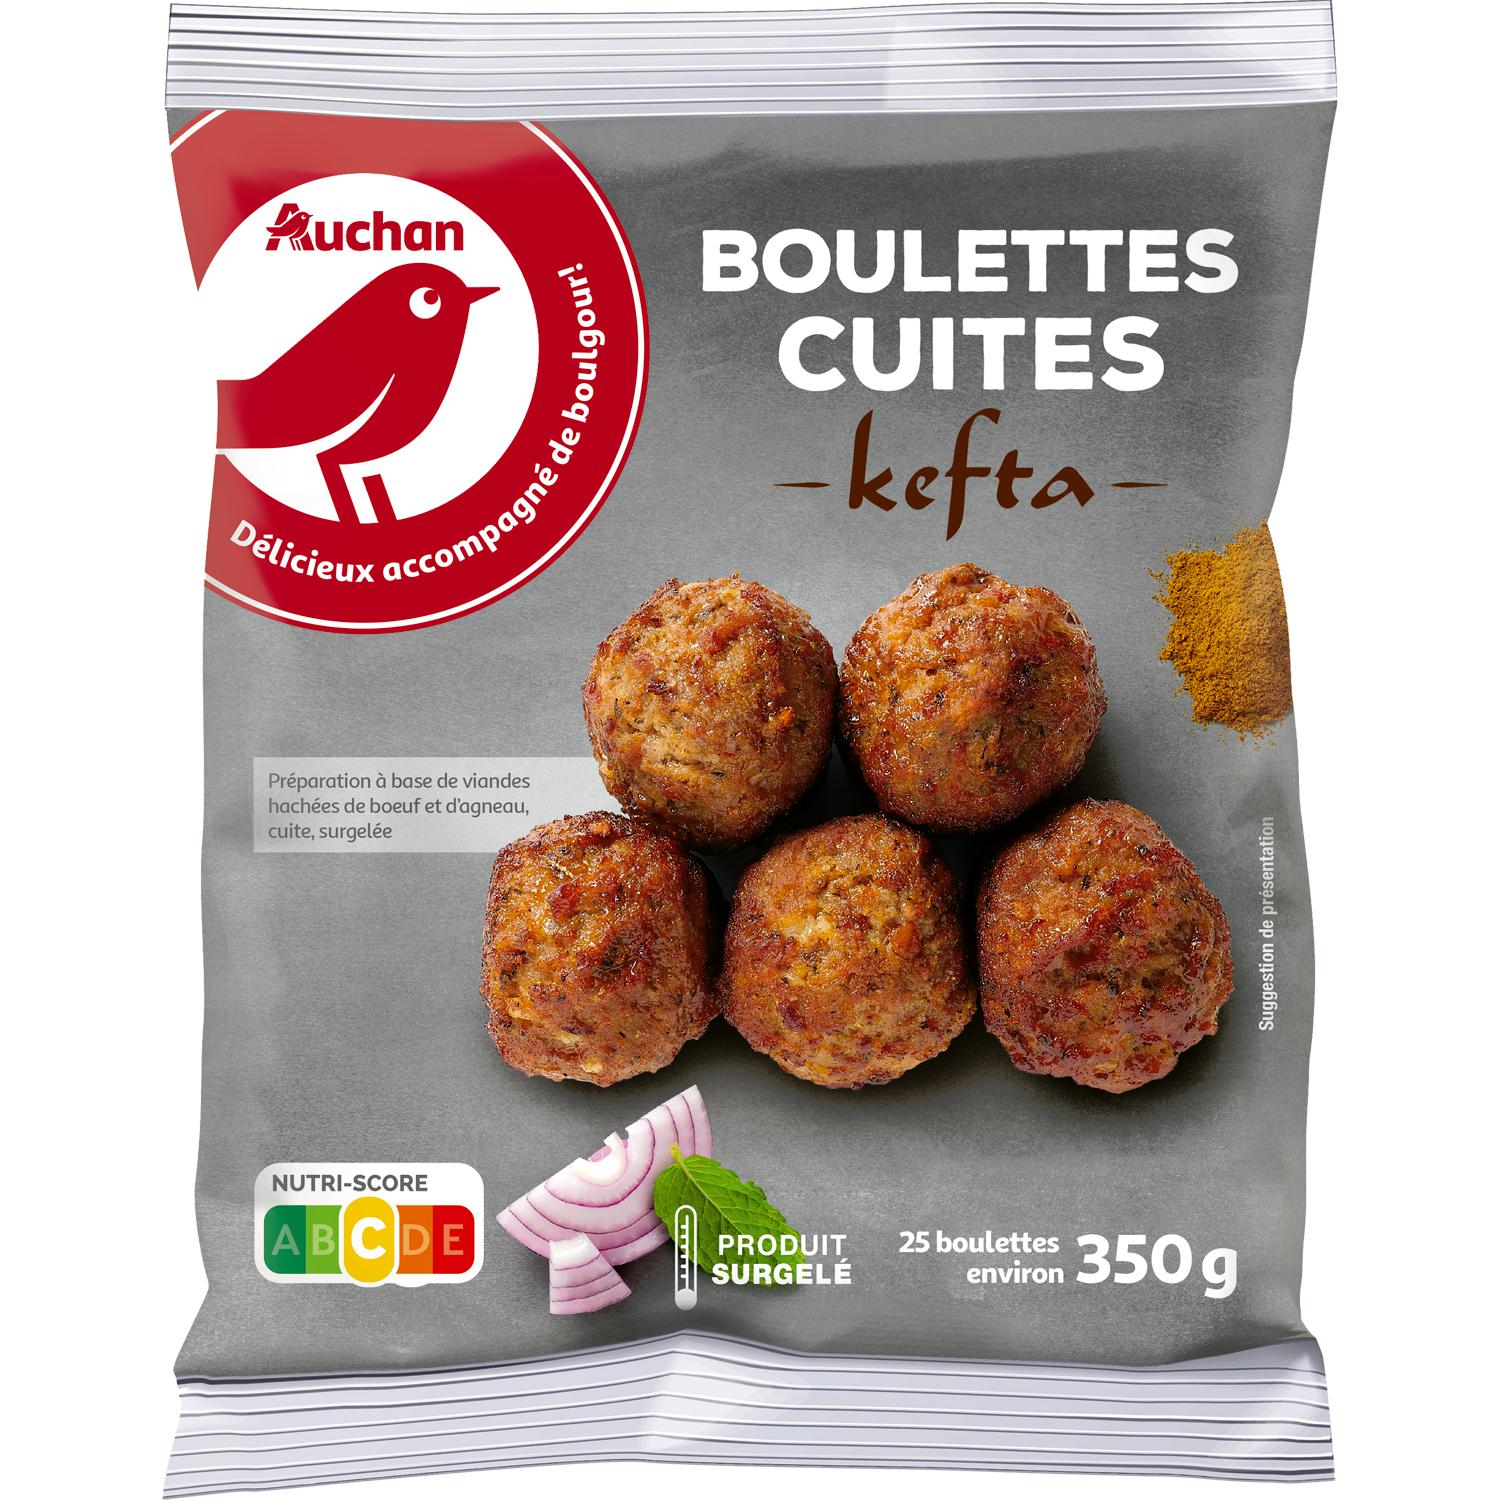 Auchan
Délicieux accompagné de boulgour!
BOULETTES
CUITES
-kefta-
Préparation à base de viandes
hachées de boeuf et d'agneau,
cuite, surgelée
Suggestion de présentation
NUTRI-SCORE
A B C D E
PRODUIT
SURGELÉ
25 boulettes
environ
350g